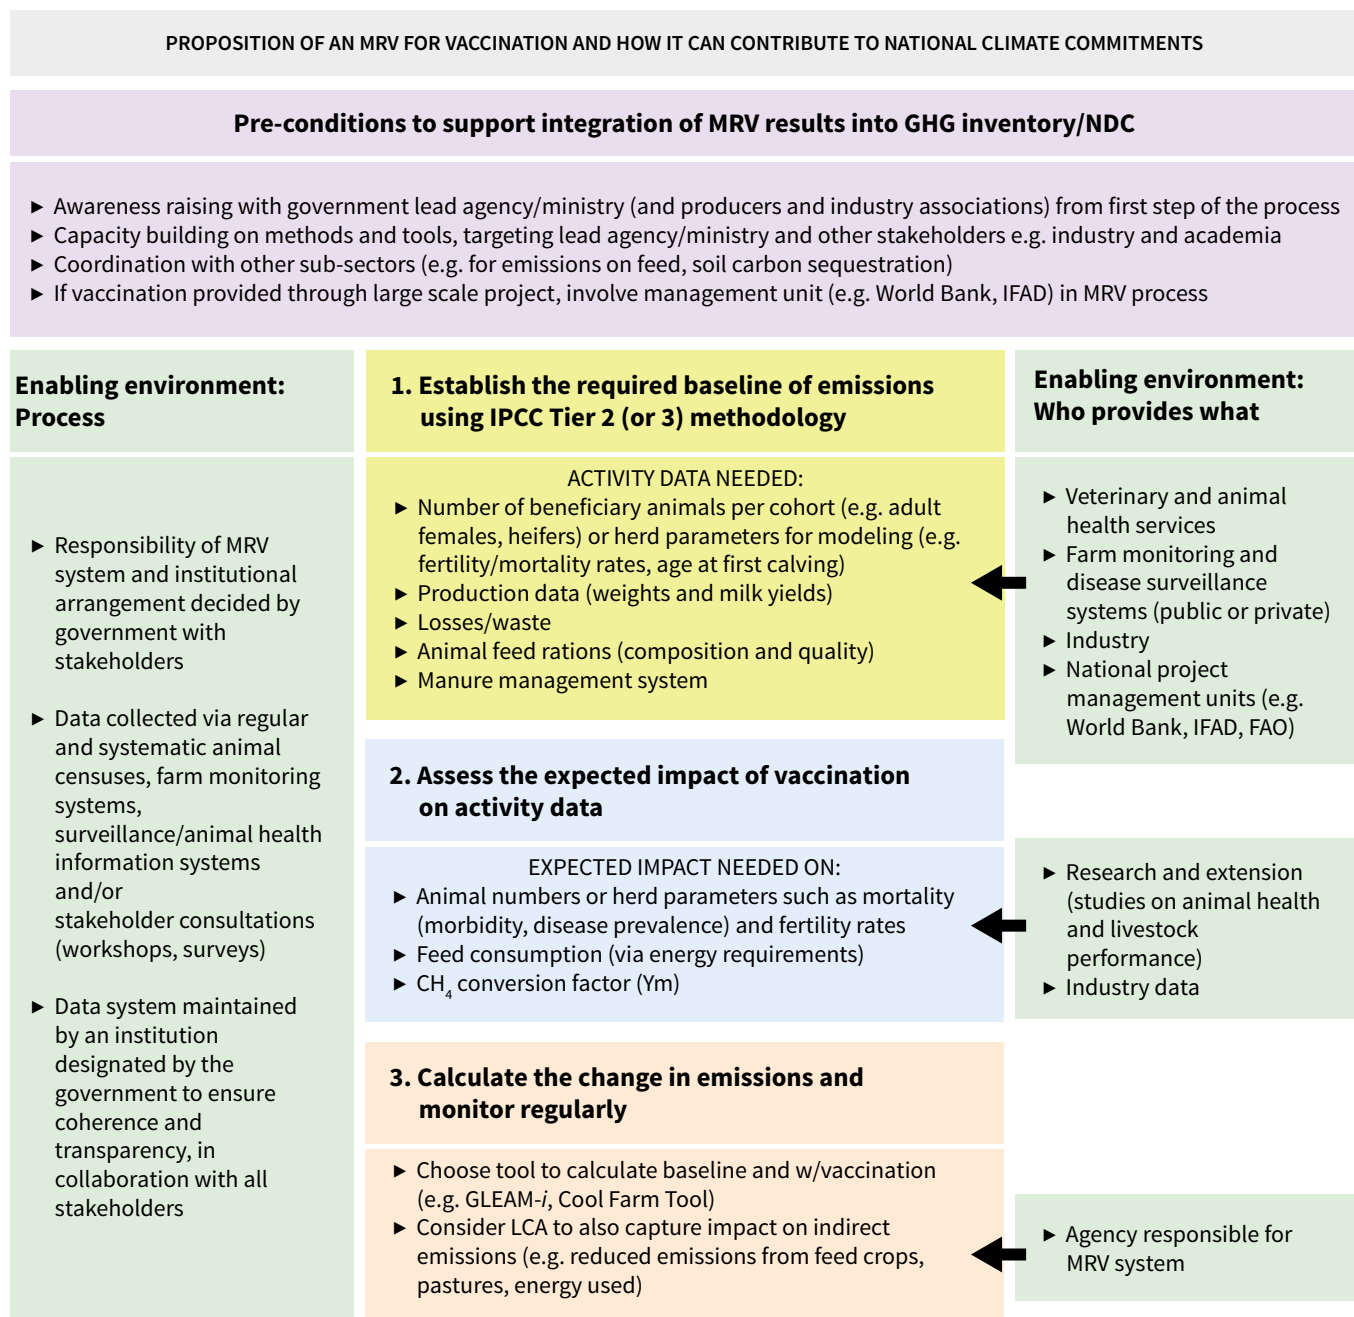 PROPOSITION OF AN MRV FOR VACCINATION AND HOW IT CAN CONTRIBUTE TO NATIONAL CLIMATE COMMITMENTS
Pre-conditions to support integration of MRV results into GHG inventory/NDC
► Awareness raising with government lead agency/ministry (and producers and industry associations) from first step of the process
► Capacity building on methods and tools, targeting lead agency/ministry and other stakeholders e.g. industry and academia
► Coordination with other sub-sectors (e.g. for emissions on feed, soil carbon sequestration)
► If vaccination provided through large scale project, involve management unit (e.g. World Bank, IFAD) in MRV process
Enabling environment:
Process
► Responsibility of MRV
system and institutional
arrangement decided by
government with
stakeholders
► Data collected via regular
and systematic animal
censuses, farm monitoring
systems,
surveillance/animal health
information systems
and/or
stakeholder consultations
(workshops, surveys)
► Data system maintained
by an institution
designated by the
government to ensure
coherence and
transparency, in
collaboration with all
stakeholders
1. Establish the required baseline of emissions
using IPCC Tier 2 (or 3) methodology
ACTIVITY DATA NEEDED:
► Number of beneficiary animals per cohort (e.g. adult
females, heifers) or herd parameters for modeling (e.g.
fertility/mortality rates, age at first calving)
► Production data (weights and milk yields)
► Losses/waste
► Animal feed rations (composition and quality)
► Manure management system
2. Assess the expected impact of vaccination
on activity data
EXPECTED IMPACT NEEDED ON:
► Animal numbers or herd parameters such as mortality
(morbidity, disease prevalence) and fertility rates
► Feed consumption (via energy requirements)
► CH₄ conversion factor (Ym)
3. Calculate the change in emissions and
monitor regularly
► Choose tool to calculate baseline and w/vaccination
(e.g. GLEAM-i, Cool Farm Tool)
► Consider LCA to also capture impact on indirect
emissions (e.g. reduced emissions from feed crops,
pastures, energy used)
Enabling environment:
Who provides what
► Veterinary and animal
health services
► Farm monitoring and
disease surveillance
systems (public or private)
► Industry
► National project
management units (e.g.
World Bank, IFAD, FAO)
► Research and extension
(studies on animal health
and livestock
performance)
► Industry data
► Agency responsible for
MRV system